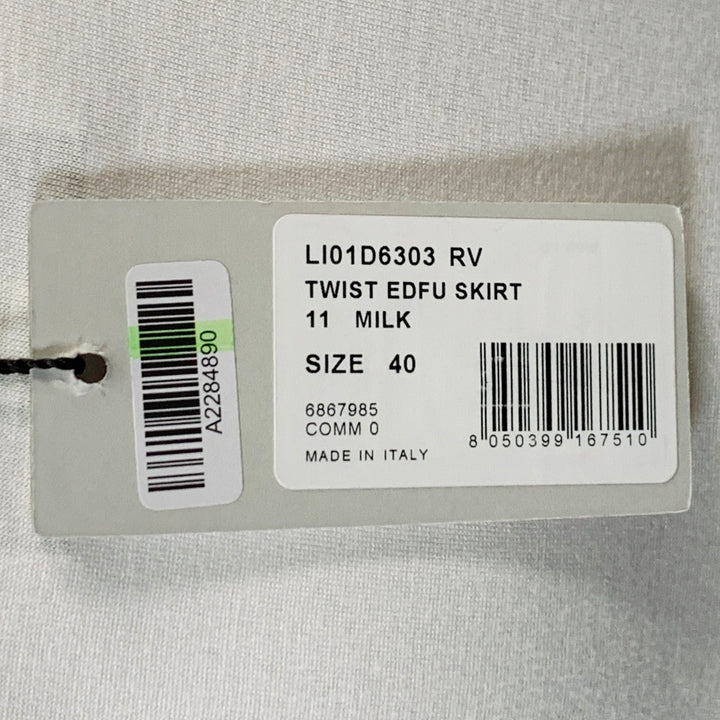 A2284890
LI01D6303 RV
TWIST EDFU SKIRT
11 MILK
SIZE 40
6867985
COMM 0
MADE IN ITALY
8 050399 167510